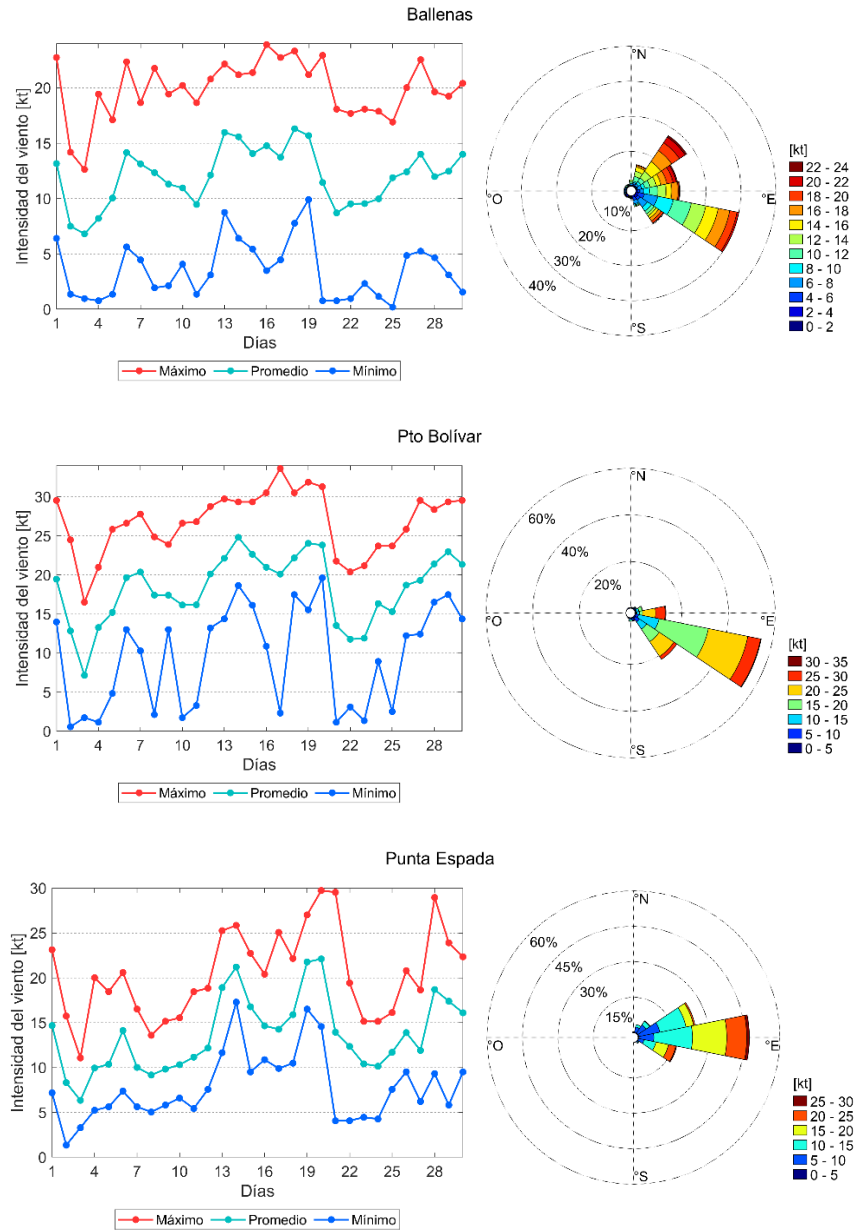 Ballenas
Intensidad del viento [kt]
20
15
10
5
0
1 4 7 10 13 16 19 22 25 28
Días
Máximo Promedio Mínimo
°N
°O
°E
°S
10%
20%
30%
40%
[kt]
22 - 24
20 - 22
18 - 20
16 - 18
14 - 16
12 - 14
10 - 12
8 - 10
6 - 8
4 - 6
2 - 4
0 - 2
Pto Bolívar
Intensidad del viento [kt]
30
25
20
15
10
5
0
1 4 7 10 13 16 19 22 25 28
Días
Máximo Promedio Mínimo
°N
60%
40%
20%
°O
°E
°S
[kt]
30 - 35
25 - 30
20 - 25
15 - 20
10 - 15
5 - 10
0 - 5
Punta Espada
Intensidad del viento [kt]
30
25
20
15
10
5
0
1 4 7 10 13 16 19 22 25 28
Días
Máximo Promedio Mínimo
°N
60%
45%
30%
15%
°O
°E
°S
[kt]
25 - 30
20 - 25
15 - 20
10 - 15
5 - 10
0 - 5